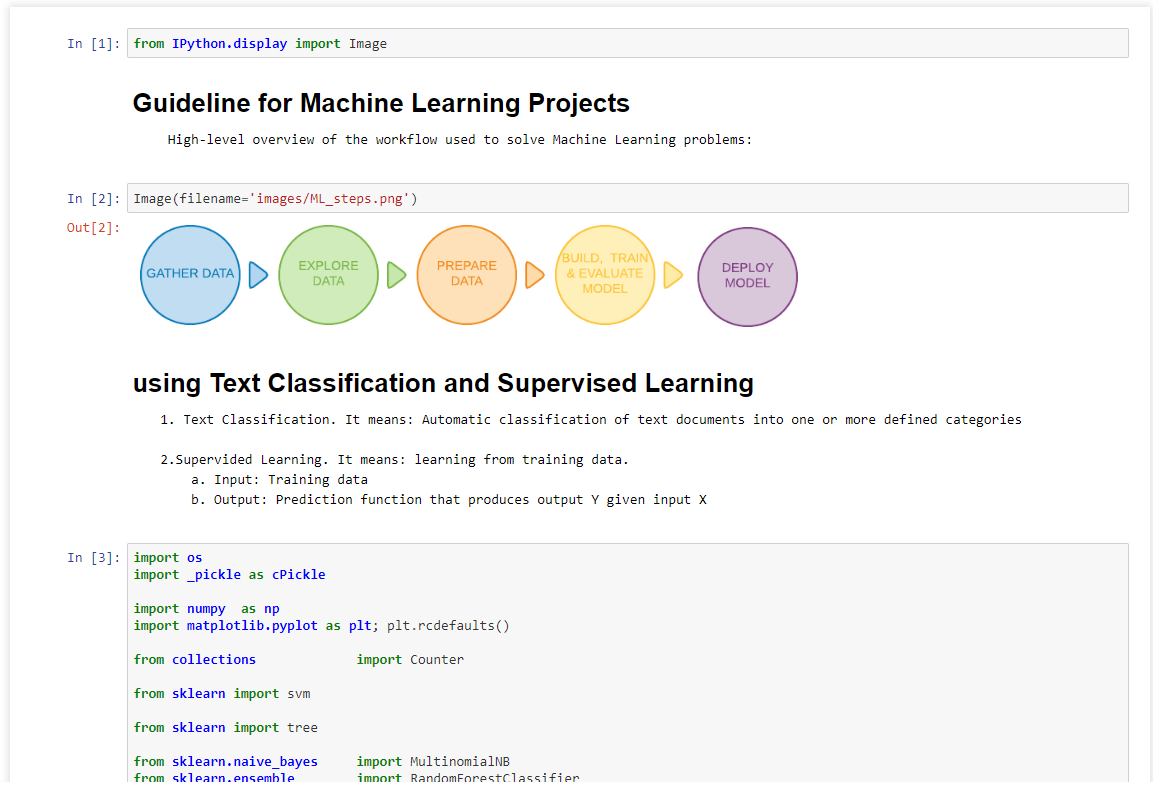 In [1]: from IPython.display import Image
Guideline for Machine Learning Projects
High-level overview of the workflow used to solve Machine Learning problems:
In [2]: Image(filename='images/ML_steps.png')
Out[2]:
GATHER DATA
EXPLORE
DATA
PREPARE
DATA
BUILD, TRAIN
& EVALUATE
MODEL
DEPLOY
MODEL
using Text Classification and Supervised Learning
1. Text Classification. It means: Automatic classification of text documents into one or more defined categories
2.Supervided Learning. It means: learning from training data.
a. Input: Training data
b. Output: Prediction function that produces output Y given input X
In [3]: import os
import _pickle as cPickle
import numpy  as np
import matplotlib.pyplot as plt; plt.rcdefaults()
from collections             import Counter
from sklearn import svm
from sklearn import tree
from sklearn.naive_bayes     import MultinomialNB
from sklearn.ensemble        import RandomForestClassifier